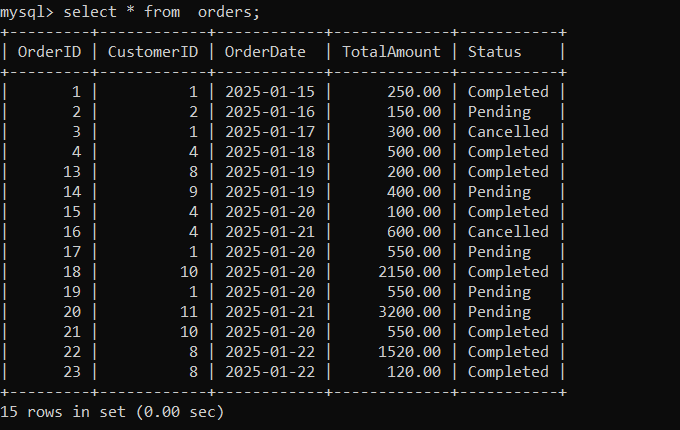 mysql> select * from  orders;
+---------+------------+------------+-------------+-----------+
| OrderID | CustomerID | OrderDate  | TotalAmount | Status    |
+---------+------------+------------+-------------+-----------+
|       1 |          1 | 2025-01-15 |      250.00 | Completed |
|       2 |          2 | 2025-01-16 |      150.00 | Pending   |
|       3 |          1 | 2025-01-17 |      300.00 | Cancelled |
|       4 |          4 | 2025-01-18 |      500.00 | Completed |
|      13 |          8 | 2025-01-19 |      200.00 | Completed |
|      14 |          9 | 2025-01-19 |      400.00 | Pending   |
|      15 |          4 | 2025-01-20 |      100.00 | Completed |
|      16 |          4 | 2025-01-21 |      600.00 | Cancelled |
|      17 |          1 | 2025-01-20 |      550.00 | Pending   |
|      18 |         10 | 2025-01-20 |     2150.00 | Completed |
|      19 |          1 | 2025-01-20 |      550.00 | Pending   |
|      20 |         11 | 2025-01-21 |     3200.00 | Pending   |
|      21 |         10 | 2025-01-20 |      550.00 | Completed |
|      22 |          8 | 2025-01-22 |     1520.00 | Completed |
|      23 |          8 | 2025-01-22 |      120.00 | Completed |
+---------+------------+------------+-------------+-----------+
15 rows in set (0.00 sec)